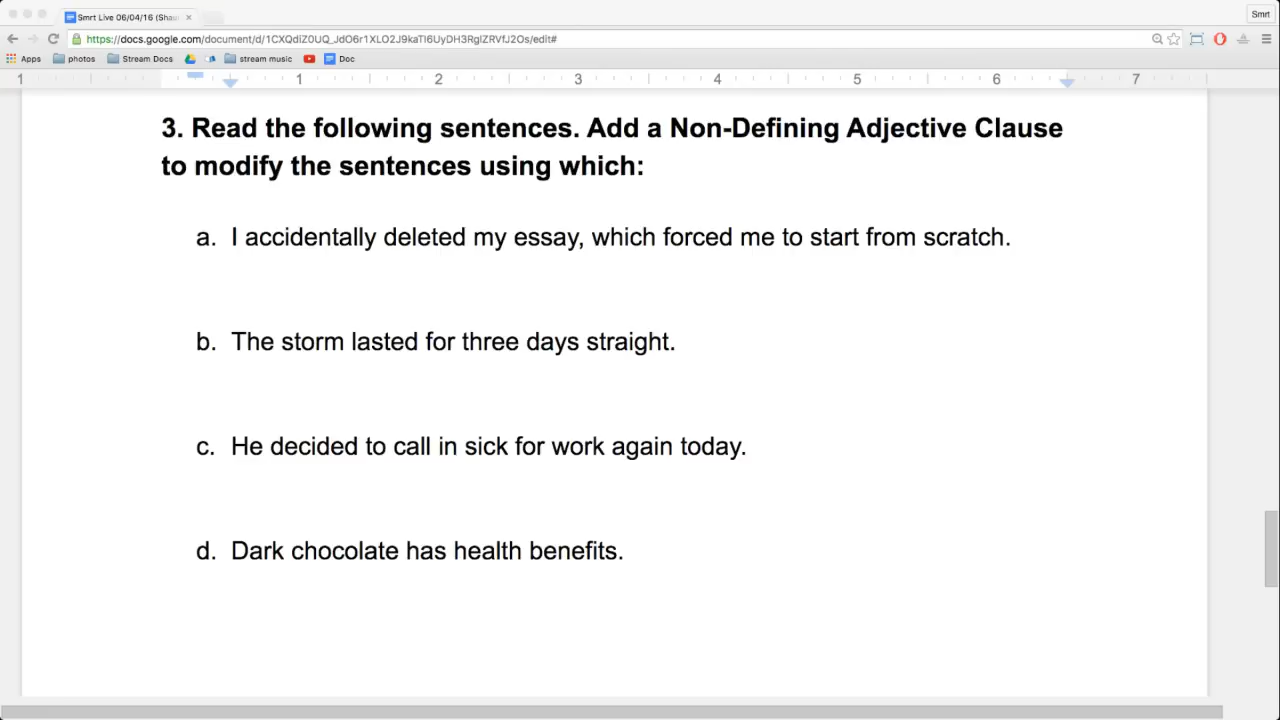 Smrt Live 06/04/16 (Shau
Smrt
https://docs.google.com/document/d/1CXQdiZ0UQ_JdO6r1XLO2J9kaTl6UyDH3RglZRVfJ2Os/edit#
Apps photos Stream Docs stream music Doc
1 1 2 3 4 5 6 7
3. Read the following sentences. Add a Non-Defining Adjective Clause
to modify the sentences using which:
a. I accidentally deleted my essay, which forced me to start from scratch.
b. The storm lasted for three days straight.
c. He decided to call in sick for work again today.
d. Dark chocolate has health benefits.